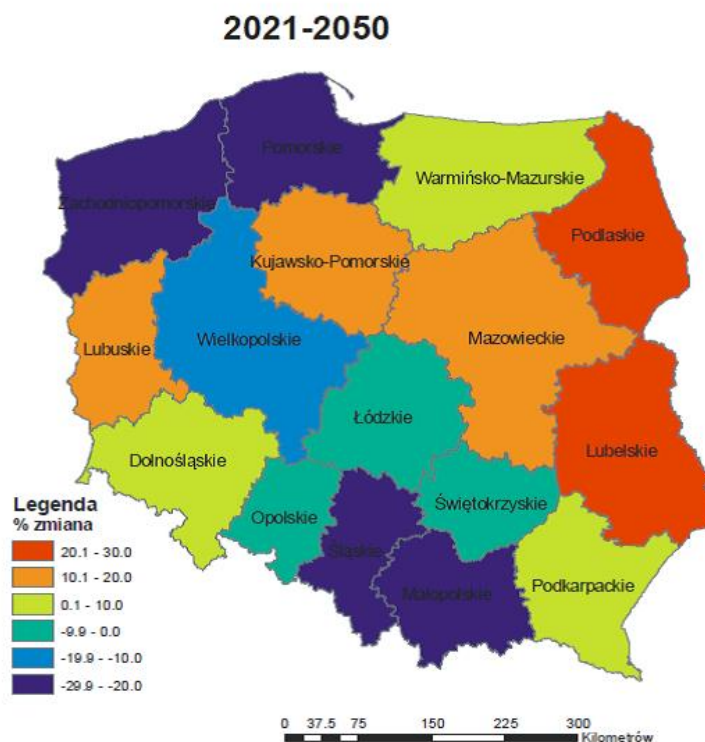 2021-2050
Pomorskie
Warmińsko-Mazurskie
Zachodniopomorskie
Podlaskie
Kujawsko-Pomorskie
Wielkopolskie
Mazowieckie
Lubuskie
Łódzkie
Lubelskie
Dolnośląskie
Świętokrzyskie
Opolskie
Śląskie
Małopolskie
Podkarpackie
Legenda
% zmiana
20.1 - 30.0
10.1 - 20.0
0.1 - 10.0
-9.9 - 0.0
-19.9 - -10.0
-29.9 - -20.0
0 37.5 75 150 225 300
Kilometrów